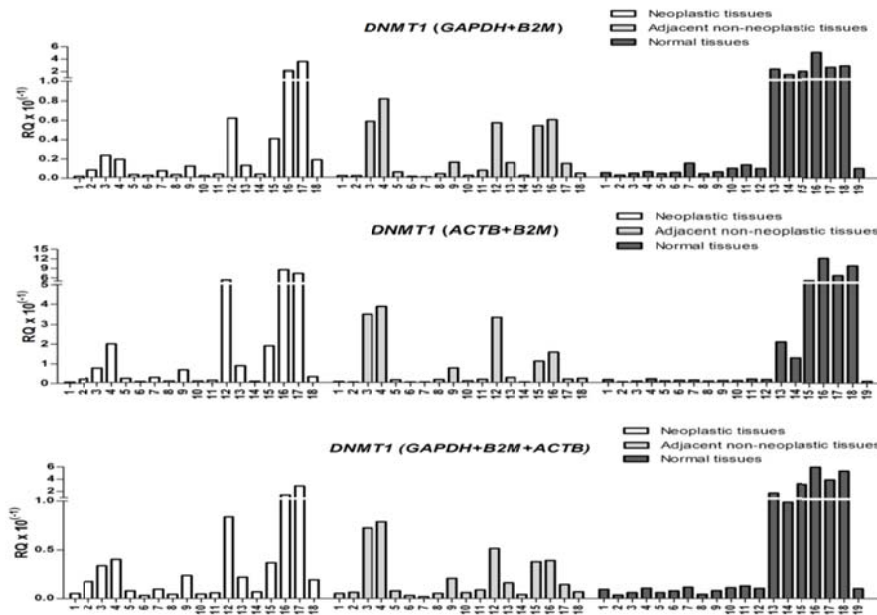 DNMT1 (GAPDH+B2M)
Neoplastic tissues
Adjacent non-neoplastic tissues
Normal tissues
RQ x 10(-1)
6
4
2
1.0
0.8
0.6
0.4
0.2
0
1 2 3 4 5 6 7 8 9 10 11 12 13 14 15 16 17 18
1 2 3 4 5 6 7 8 9 10 11 12 13 14 15 16 17 18
1 2 3 4 5 6 7 8 9 10 11 12 13 14 15 16 17 18 19
DNMT1 (ACTB+B2M)
Neoplastic tissues
Adjacent non-neoplastic tissues
Normal tissues
RQ x 10(-1)
15
12
9
6
5
4
3
2
1
0
1 2 3 4 5 6 7 8 9 10 11 12 13 14 15 16 17 18
1 2 3 4 5 6 7 8 9 10 11 12 13 14 15 16 17 18
1 2 3 4 5 6 7 8 9 10 11 12 13 14 15 16 17 18 19
DNMT1 (GAPDH+B2M+ACTB)
Neoplastic tissues
Adjacent non-neoplastic tissues
Normal tissues
RQ x 10(-1)
6
4
2
1.0
0.5
0
1 2 3 4 5 6 7 8 9 10 11 12 13 14 15 16 17 18
1 2 3 4 5 6 7 8 9 10 11 12 13 14 15 16 17 18
1 2 3 4 5 6 7 8 9 10 11 12 13 14 15 16 17 18 19